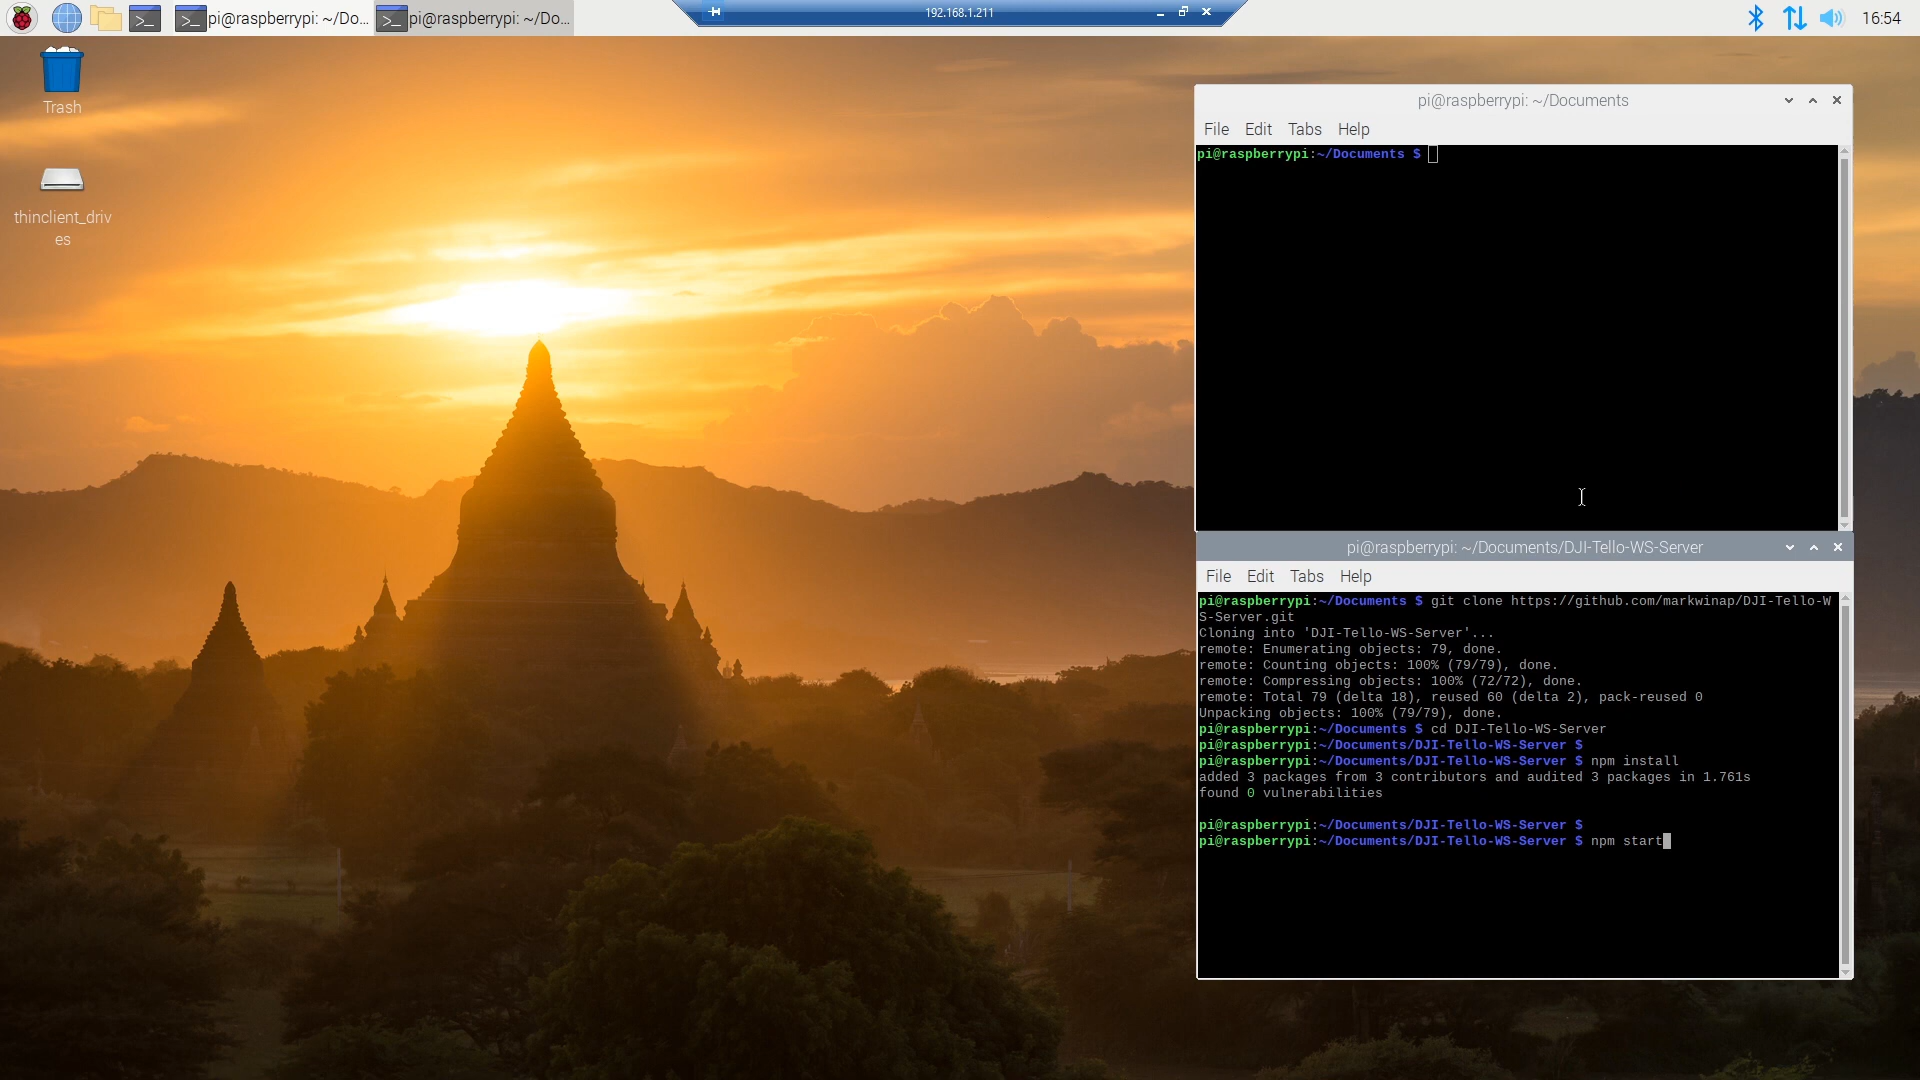 pi@raspberrypi: ~/Do...
pi@raspberrypi: ~/Do...
192.168.1.211
16:54
Trash
thinclient_driv
es
pi@raspberrypi: ~/Documents
File Edit Tabs Help
pi@raspberrypi:~/Documents $
pi@raspberrypi: ~/Documents/DJI-Tello-WS-Server
File Edit Tabs Help
pi@raspberrypi:~/Documents $ git clone https://github.com/markwinap/DJI-Tello-W
S-Server.git
Cloning into 'DJI-Tello-WS-Server'...
remote: Enumerating objects: 79, done.
remote: Counting objects: 100% (79/79), done.
remote: Compressing objects: 100% (72/72), done.
remote: Total 79 (delta 18), reused 60 (delta 2), pack-reused 0
Unpacking objects: 100% (79/79), done.
pi@raspberrypi:~/Documents $ cd DJI-Tello-WS-Server
pi@raspberrypi:~/Documents/DJI-Tello-WS-Server $
pi@raspberrypi:~/Documents/DJI-Tello-WS-Server $ npm install
added 3 packages from 3 contributors and audited 3 packages in 1.761s
found 0 vulnerabilities
pi@raspberrypi:~/Documents/DJI-Tello-WS-Server $
pi@raspberrypi:~/Documents/DJI-Tello-WS-Server $ npm start